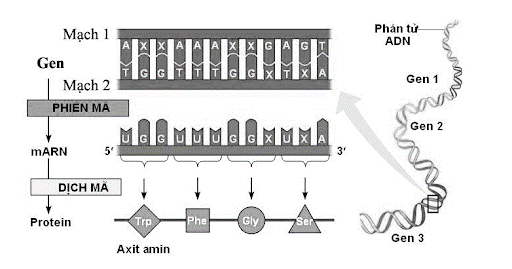 Mạch 1
A X X A A A X X G A G T
Gen
T G G T T T G G X T X A
Mạch 2
PHIÊN MÃ
mARN
5' U G G U U U G G X U X A 3'
DỊCH MÃ
Protein
Trp Phe Gly Ser
Axit amin
Phân tử
ADN
Gen 1
Gen 2
Gen 3